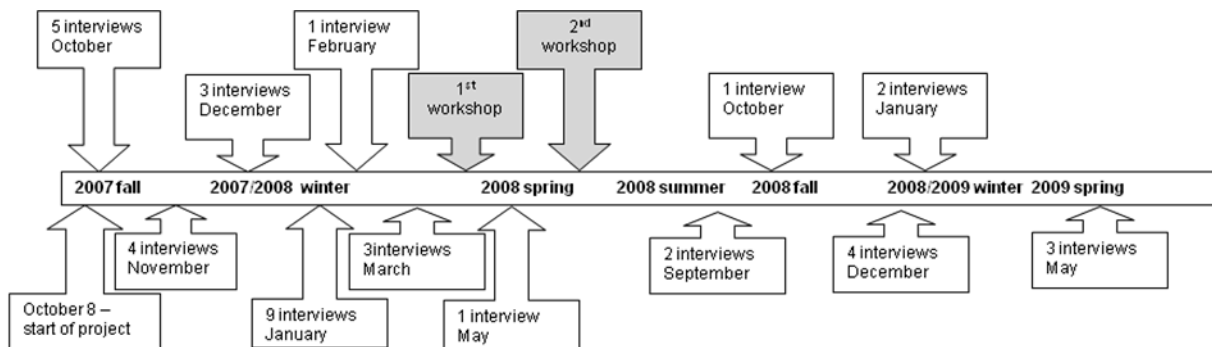 5 interviews
October
1 interview
February
2nd
workshop
3 interviews
December
1st
workshop
1 interview
October
2 interviews
January
2007 fall 2007/2008 winter 2008 spring 2008 summer 2008 fall 2008/2009 winter 2009 spring
4 interviews
November
3 interviews
March
2 interviews
September
4 interviews
December
3 interviews
May
October 8 –
start of project
9 interviews
January
1 interview
May